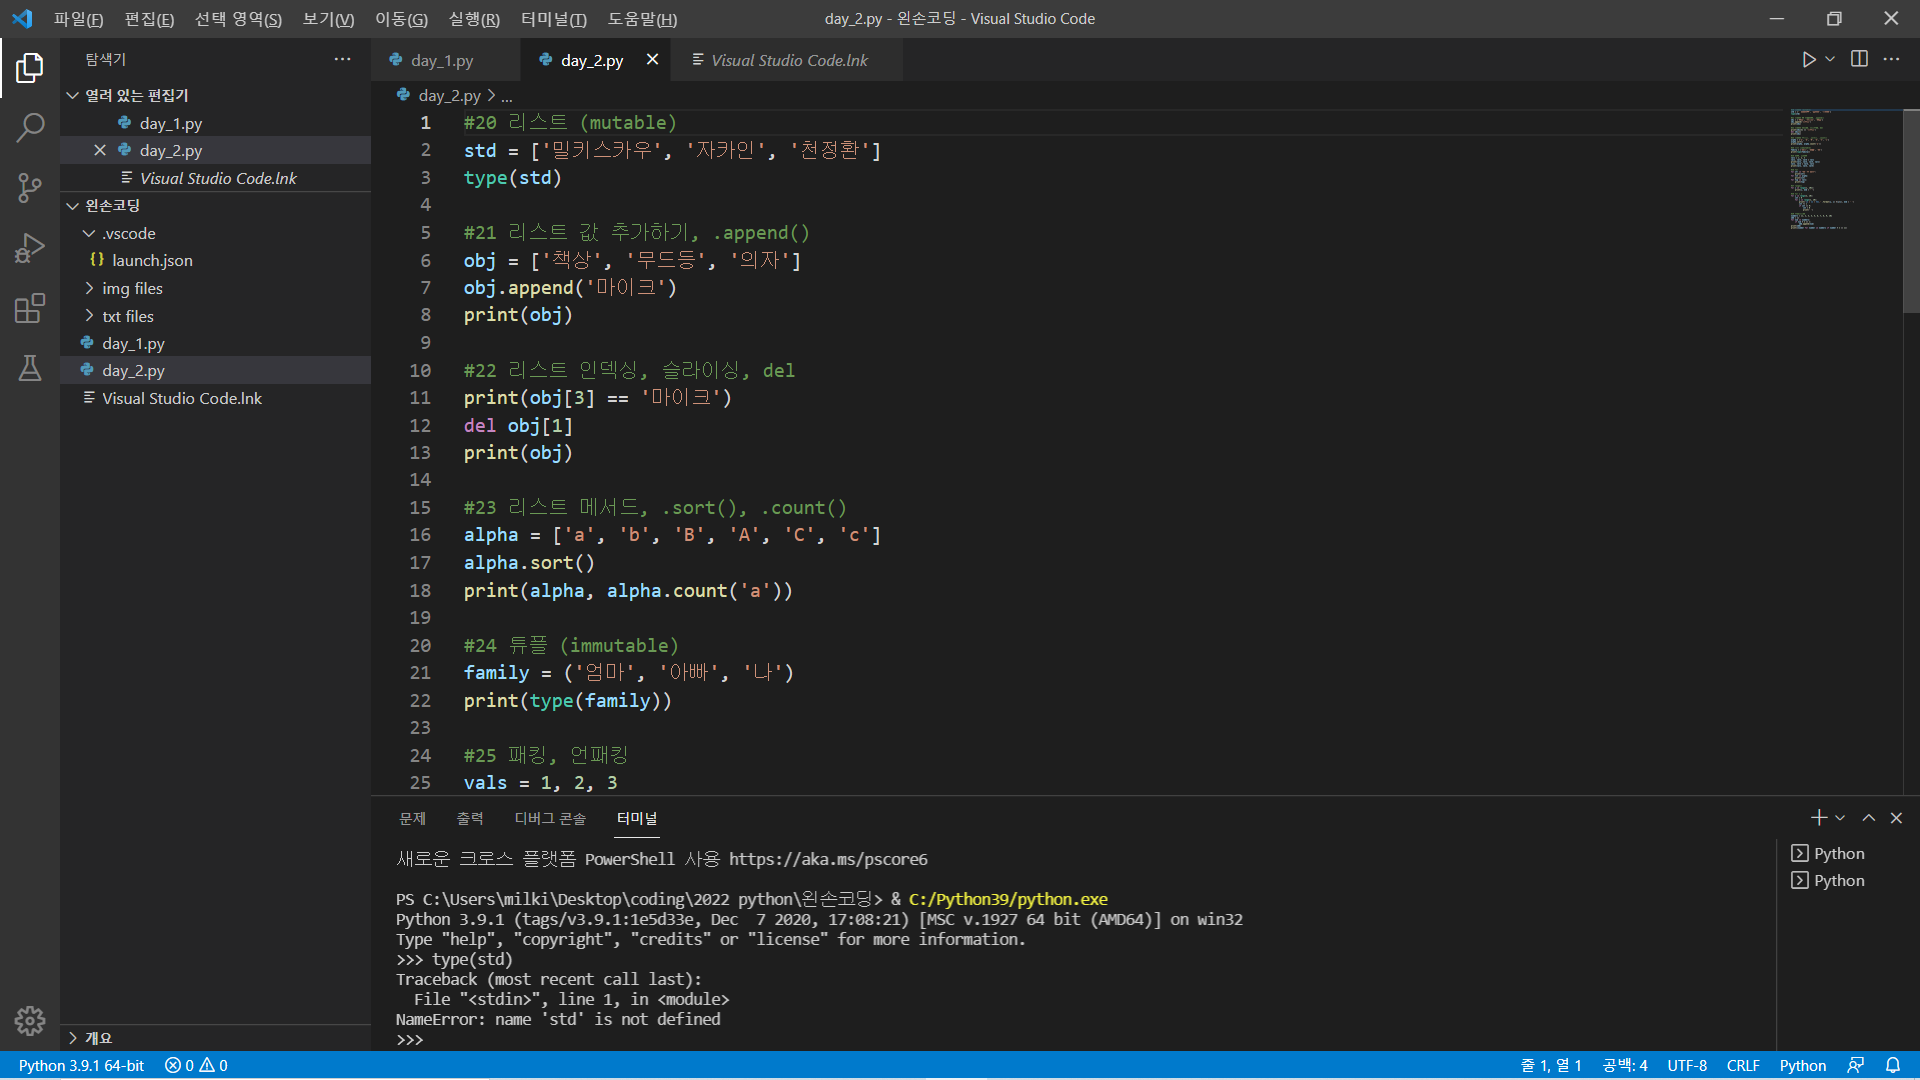 파일(F) 편집(E) 선택 영역(S) 보기(V) 이동(G) 실행(R) 터미널(T) 도움말(H) day_2.py - 왼손코딩 - Visual Studio Code
탐색기
열려 있는 편집기
day_1.py
day_2.py
Visual Studio Code.lnk
왼손코딩
.vscode
{} launch.json
img files
txt files
day_1.py
day_2.py
Visual Studio Code.lnk
개요
day_1.py day_2.py Visual Studio Code.lnk
day_2.py > ...
1 #20 리스트 (mutable)
2 std = ['밀키스카우', '자카인', '천정환']
3 type(std)
4
5 #21 리스트 값 추가하기, .append()
6 obj = ['책상', '무드등', '의자']
7 obj.append('마이크')
8 print(obj)
9
10 #22 리스트 인덱싱, 슬라이싱, del
11 print(obj[3] == '마이크')
12 del obj[1]
13 print(obj)
14
15 #23 리스트 메서드, .sort(), .count()
16 alpha = ['a', 'b', 'B', 'A', 'C', 'c']
17 alpha.sort()
18 print(alpha, alpha.count('a'))
19
20 #24 튜플 (immutable)
21 family = ('엄마', '아빠', '나')
22 print(type(family))
23
24 #25 패킹, 언패킹
25 vals = 1, 2, 3
문제 출력 디버그 콘솔 터미널
새로운 크로스 플랫폼 PowerShell 사용 https://aka.ms/pscore6
PS C:\Users\milki\Desktop\coding\2022 python\왼손코딩> & C:/Python39/python.exe
Python 3.9.1 (tags/v3.9.1:1e5d33e, Dec  7 2020, 17:08:21) [MSC v.1927 64 bit (AMD64)] on win32
Type "help", "copyright", "credits" or "license" for more information.
>>> type(std)
Traceback (most recent call last):
  File "<stdin>", line 1, in <module>
NameError: name 'std' is not defined
>>>
Python
Python
Python 3.9.1 64-bit 0 0 줄 1, 열 1 공백: 4 UTF-8 CRLF Python